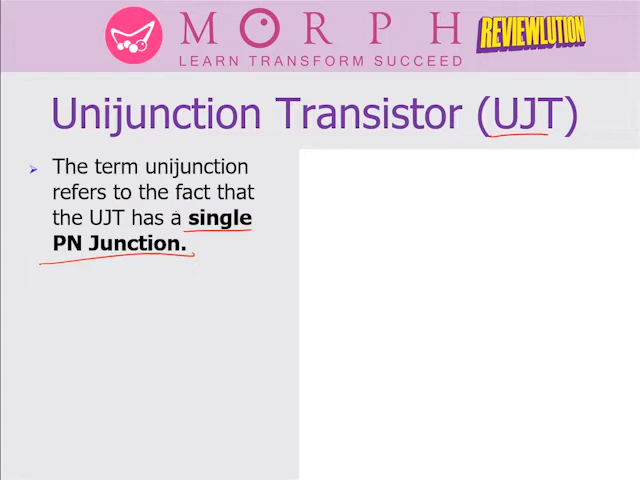 MORPH
REVIEWLUTION
LEARN TRANSFORM SUCCEED
Unijunction Transistor (UJT)
The term unijunction
refers to the fact that
the UJT has a single
PN Junction.